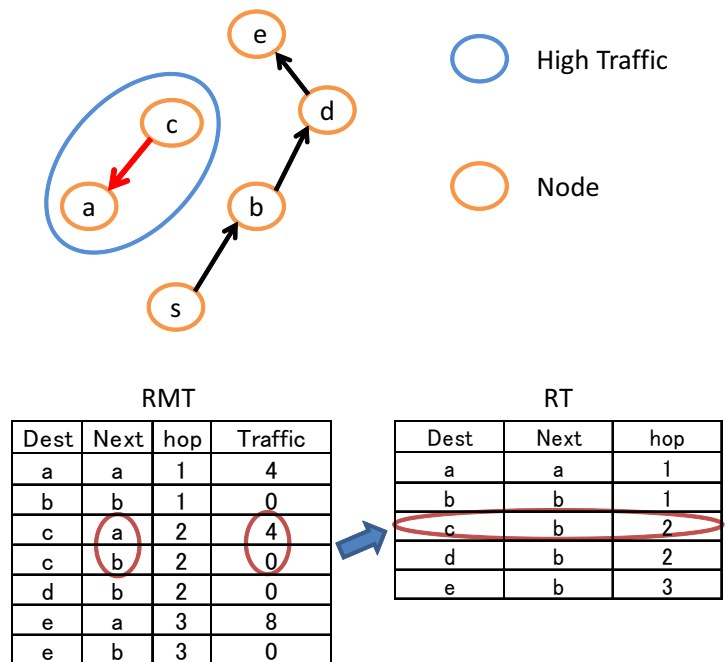 e
High Traffic
d
c
a
b
Node
s
RMT
Dest Next hop Traffic
a a 1 4
b b 1 0
c a 2 4
c b 2 0
d b 2 0
e a 3 8
e b 3 0
RT
Dest Next hop
a a 1
b b 1
c b 2
d b 2
e b 3